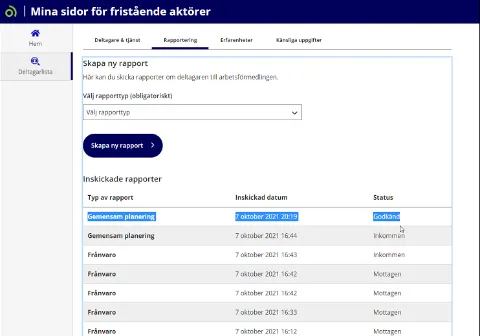 Mina sidor för fristående aktörer
Hem
Deltagarlista
Deltagare & tjänst Rapportering Erfarenheter Känsliga uppgifter
Skapa ny rapport
Här kan du skicka rapporter om deltagaren till arbetsförmedlingen.
Välj rapporttyp (obligatoriskt)
Välj rapporttyp
Skapa ny rapport
Inskickade rapporter
Typ av rapport Inskickad datum Status
Gemensam planering 7 oktober 2021 20:19 Godkänd
Gemensam planering 7 oktober 2021 16:44 Inkommen
Frånvaro 7 oktober 2021 16:43 Inkommen
Frånvaro 7 oktober 2021 16:42 Mottagen
Frånvaro 7 oktober 2021 16:42 Mottagen
Frånvaro 7 oktober 2021 16:33 Mottagen
Frånvaro 7 oktober 2021 16:12 Mottagen